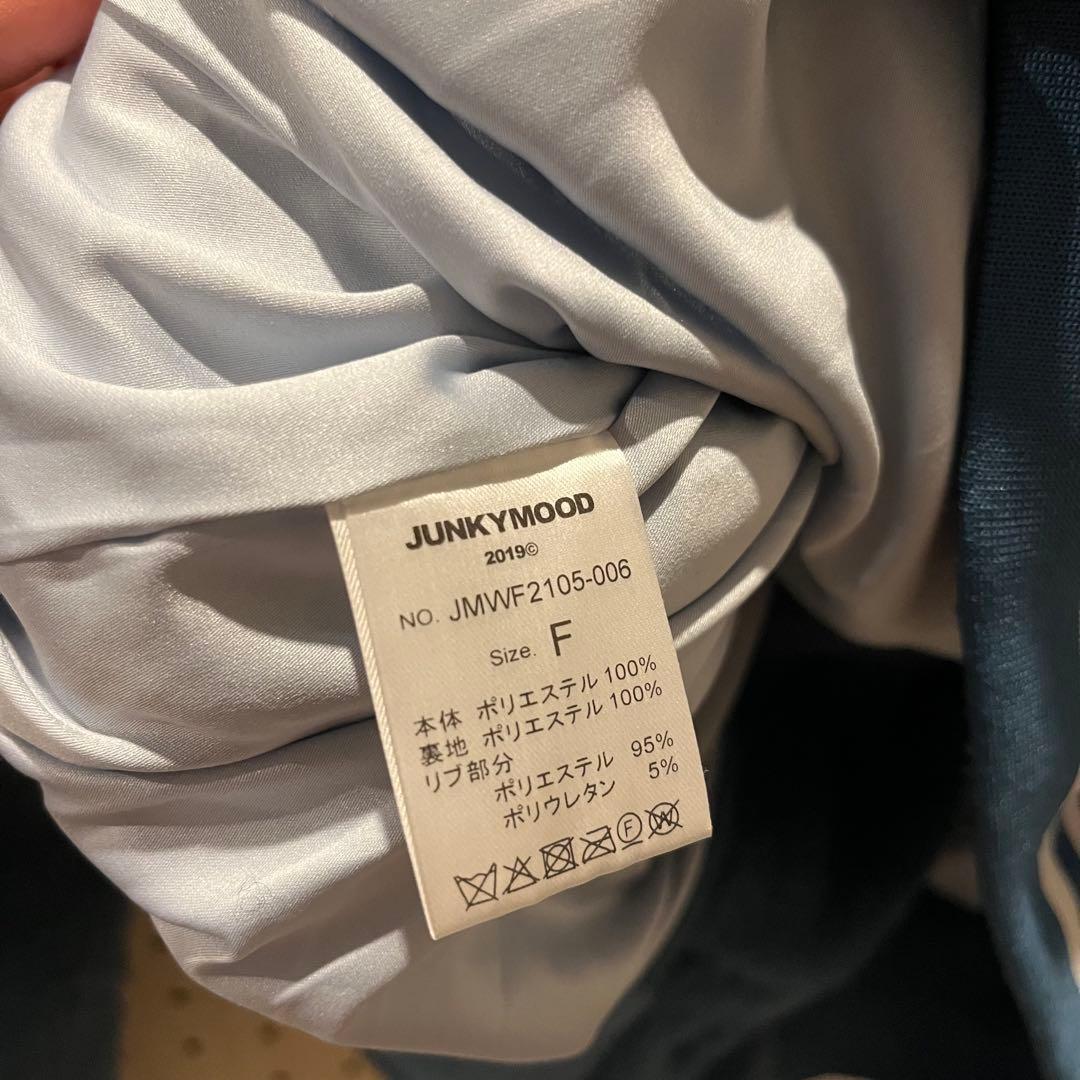 JUNKYMOOD
2019©
NO. JMWF2105-006
Size. F
本体 ポリエステル 100%
裏地 ポリエステル 100%
リブ部分
ポリエステル 95%
ポリウレタン 5%
F W